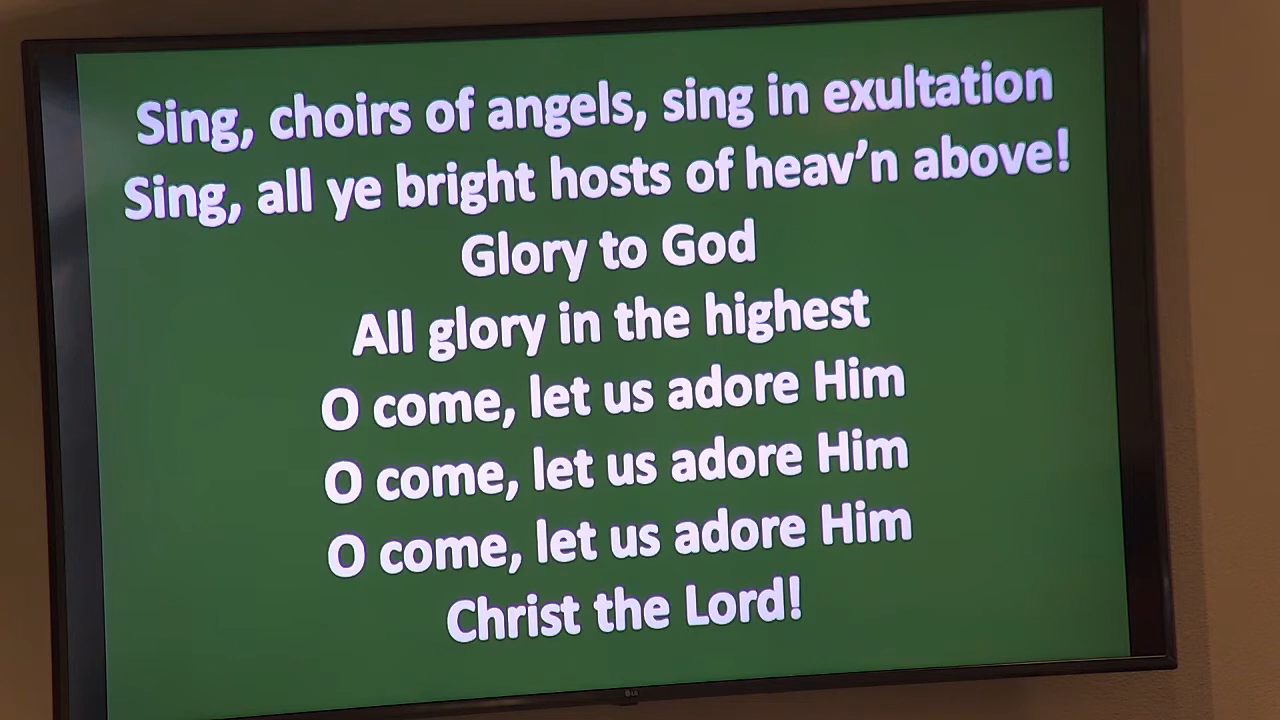 Sing, choirs of angels, sing in exultation
Sing, all ye bright hosts of heav’n above!
Glory to God
All glory in the highest
O come, let us adore Him
O come, let us adore Him
O come, let us adore Him
Christ the Lord!
LG